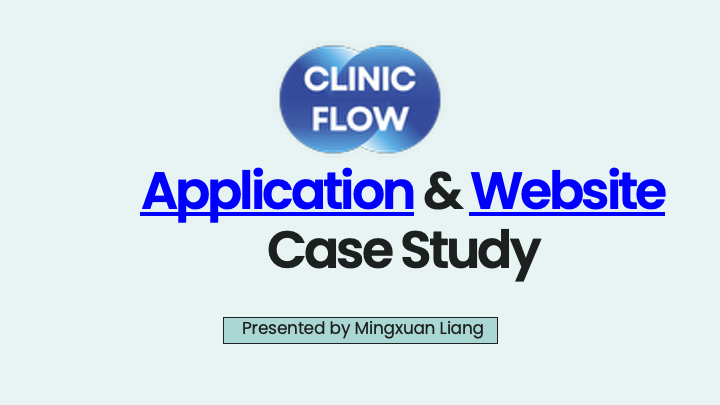 CLINIC
FLOW
Application & Website
Case Study
Presented by Mingxuan Liang